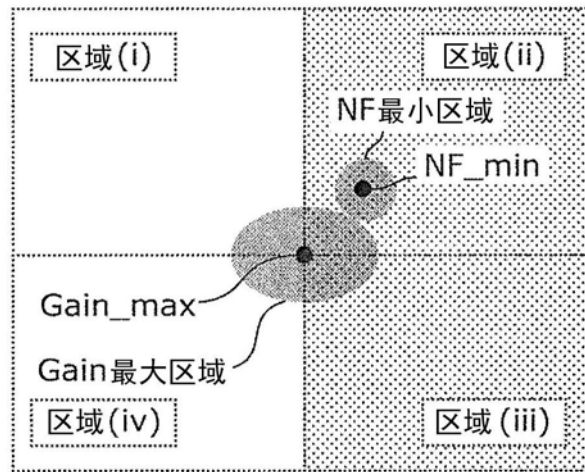 区域(i)
区域(ii)
NF最小区域
NF_min
Gain_max
Gain最大区域
区域(iv)
区域(iii)